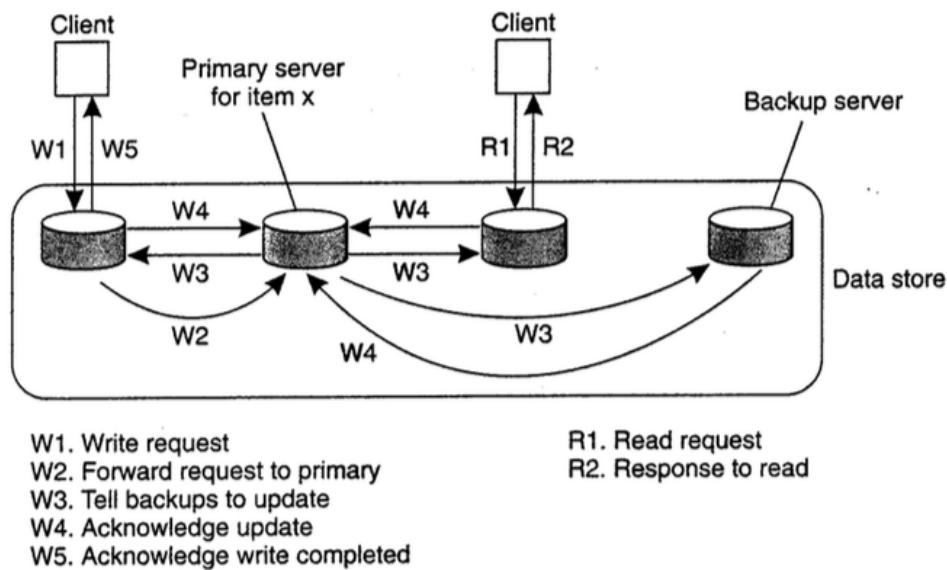 Client
Client
Primary server
for item x
Backup server
W1
W5
R1
R2
W4
W4
W3
W3
Data store
W2
W3
W4
W1. Write request
W2. Forward request to primary
W3. Tell backups to update
W4. Acknowledge update
W5. Acknowledge write completed
R1. Read request
R2. Response to read